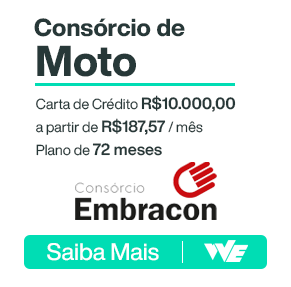 Consórcio de
Moto
Carta de Crédito R$10.000,00
a partir de R$187,57 / mês
Plano de 72 meses
Consórcio
Embracon
Saiba Mais | WE